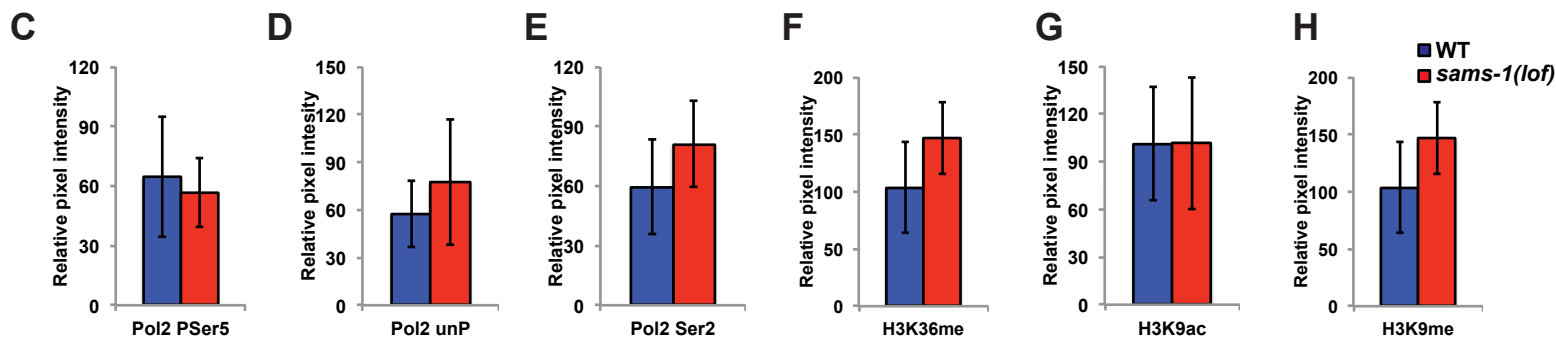 C
Relative pixel intensity
120
90
60
30
0
Pol2 PSer5
D
Relative pixel intesity
150
120
90
60
30
0
Pol2 unP
E
Relative pixel intensity
120
90
60
30
0
Pol2 Ser2
F
Relative pixel intensity
200
150
100
50
0
H3K36me
G
Relative pixel intensity
150
120
90
60
30
0
H3K9ac
H
Relative pixel intensity
200
150
100
50
0
H3K9me
WT
sams-1(lof)